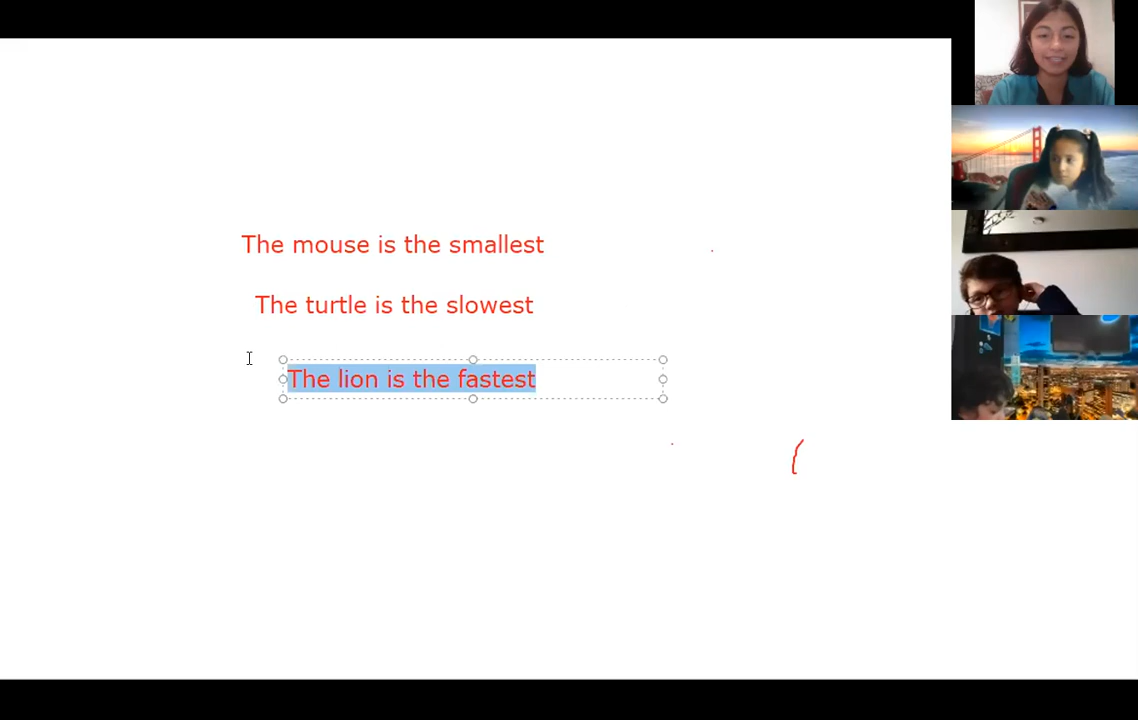 The mouse is the smallest
The turtle is the slowest
The lion is the fastest